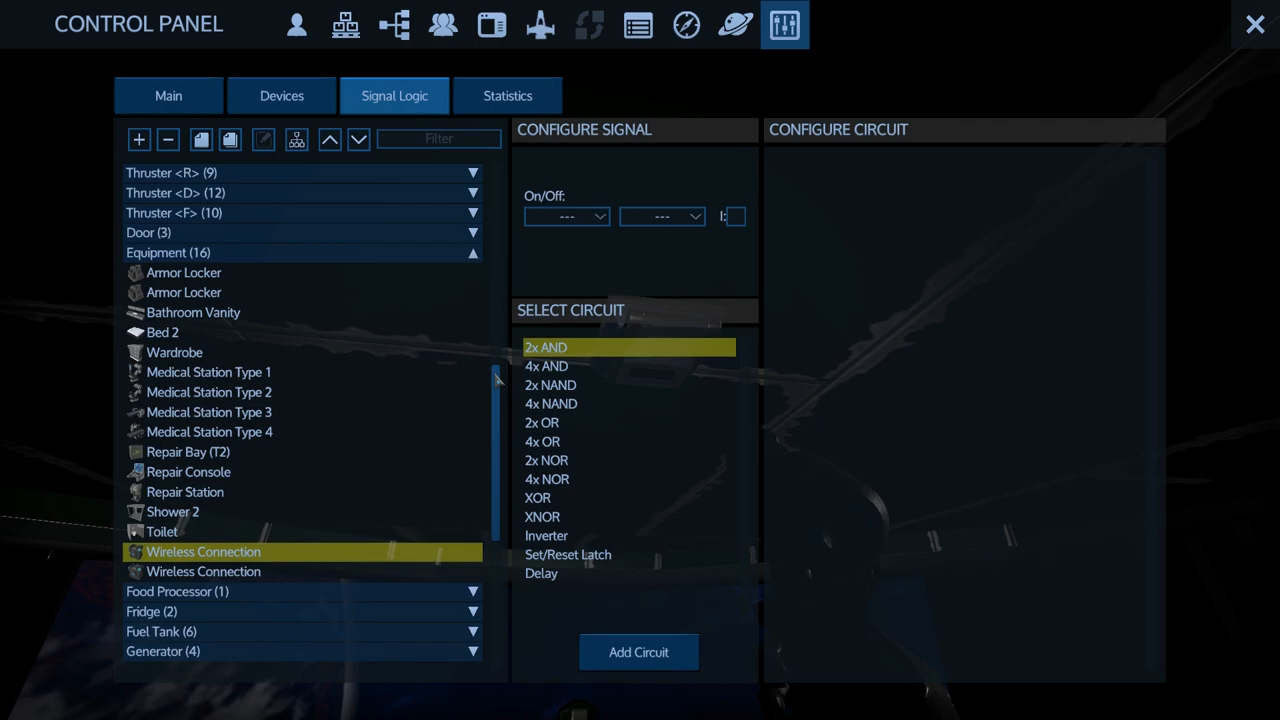 CONTROL PANEL
Main
Devices
Signal Logic
Statistics
Filter
Thruster <R> (9)
Thruster <D> (12)
Thruster <F> (10)
Door (3)
Equipment (16)
Armor Locker
Armor Locker
Bathroom Vanity
Bed 2
Wardrobe
Medical Station Type 1
Medical Station Type 2
Medical Station Type 3
Medical Station Type 4
Repair Bay (T2)
Repair Console
Repair Station
Shower 2
Toilet
Wireless Connection
Wireless Connection
Food Processor (1)
Fridge (2)
Fuel Tank (6)
Generator (4)
CONFIGURE SIGNAL
On/Off:
---
---
I:
SELECT CIRCUIT
2x AND
4x AND
2x NAND
4x NAND
2x OR
4x OR
2x NOR
4x NOR
XOR
XNOR
Inverter
Set/Reset Latch
Delay
Add Circuit
CONFIGURE CIRCUIT